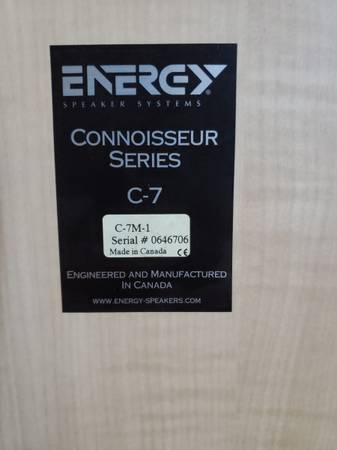 ENERGY®
SPEAKER SYSTEMS
CONNOISSEUR
SERIES
C-7
C-7M-1
Serial # 0646706
Made in Canada CE
ENGINEERED AND MANUFACTURED
IN CANADA
WWW.ENERGY-SPEAKERS.COM